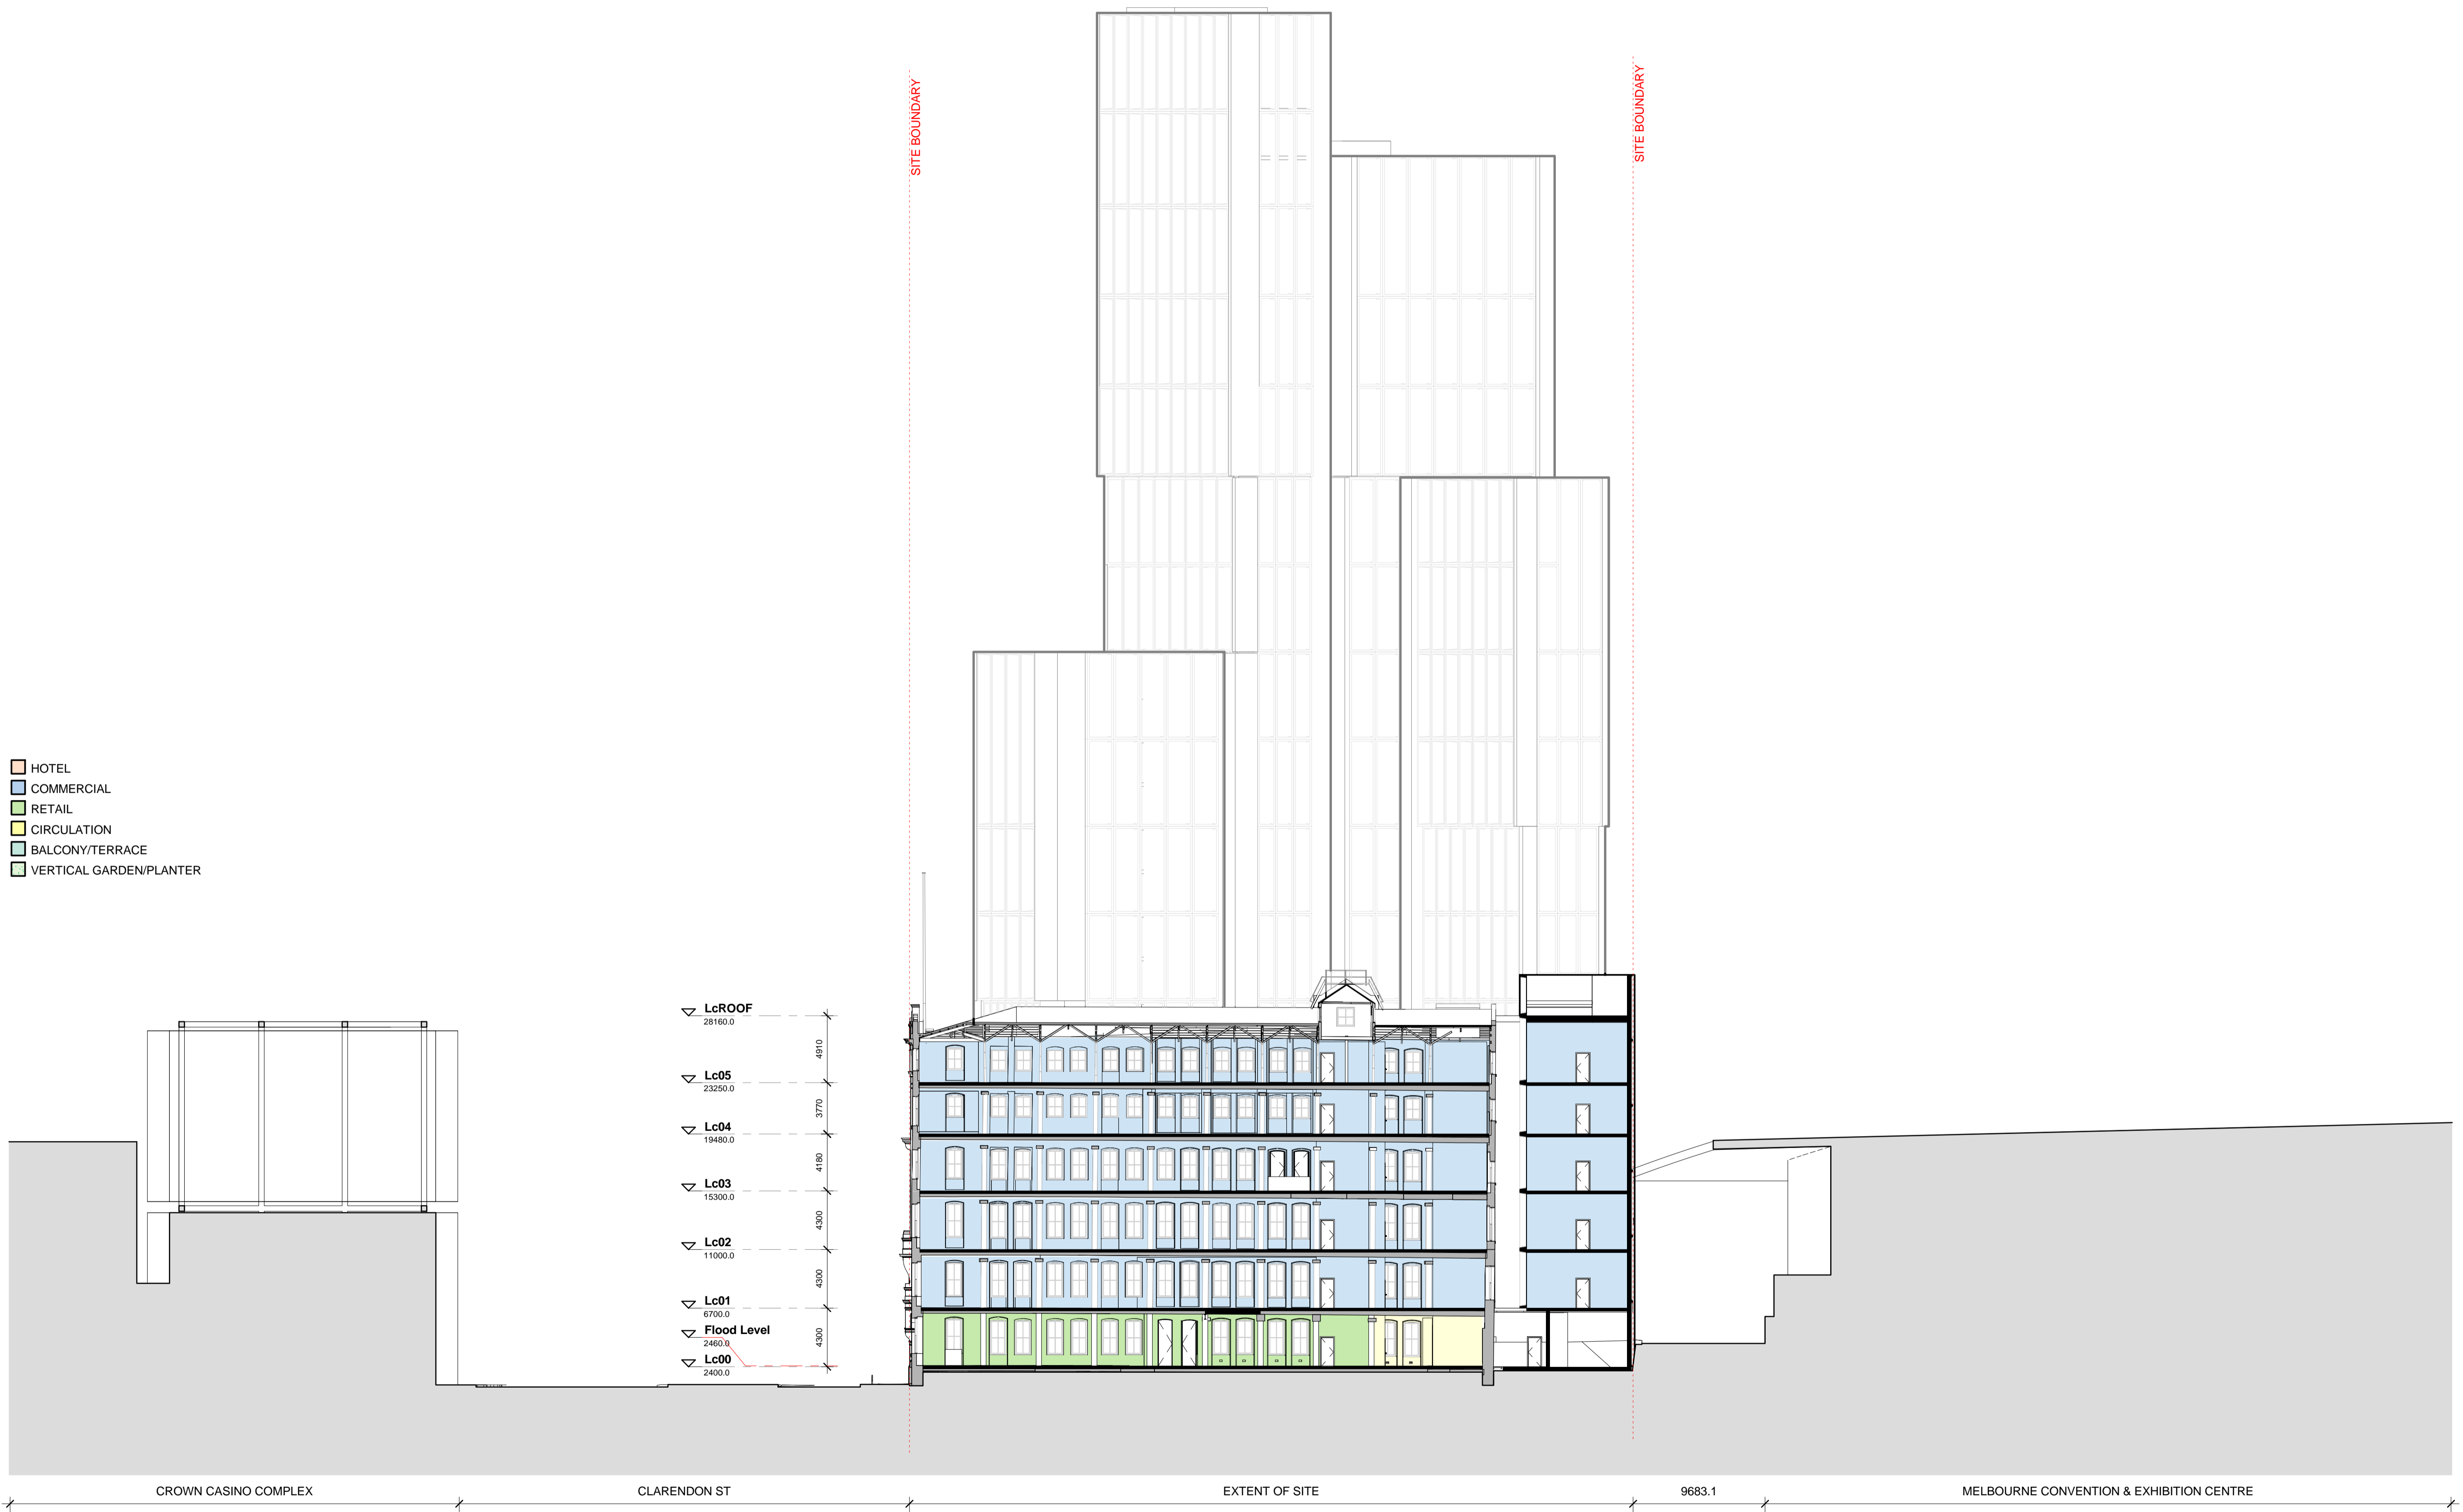 SITE BOUNDARY
SITE BOUNDARY
HOTEL
COMMERCIAL
RETAIL
CIRCULATION
BALCONY/TERRACE
VERTICAL GARDEN/PLANTER
LcROOF
28160.0
4910
Lc05
23250.0
3770
Lc04
19480.0
4180
Lc03
15300.0
4300
Lc02
11000.0
4300
Lc01
6700.0
4300
Flood Level
2460.0
Lc00
2400.0
CROWN CASINO COMPLEX
CLARENDON ST
EXTENT OF SITE
9683.1
MELBOURNE CONVENTION & EXHIBITION CENTRE